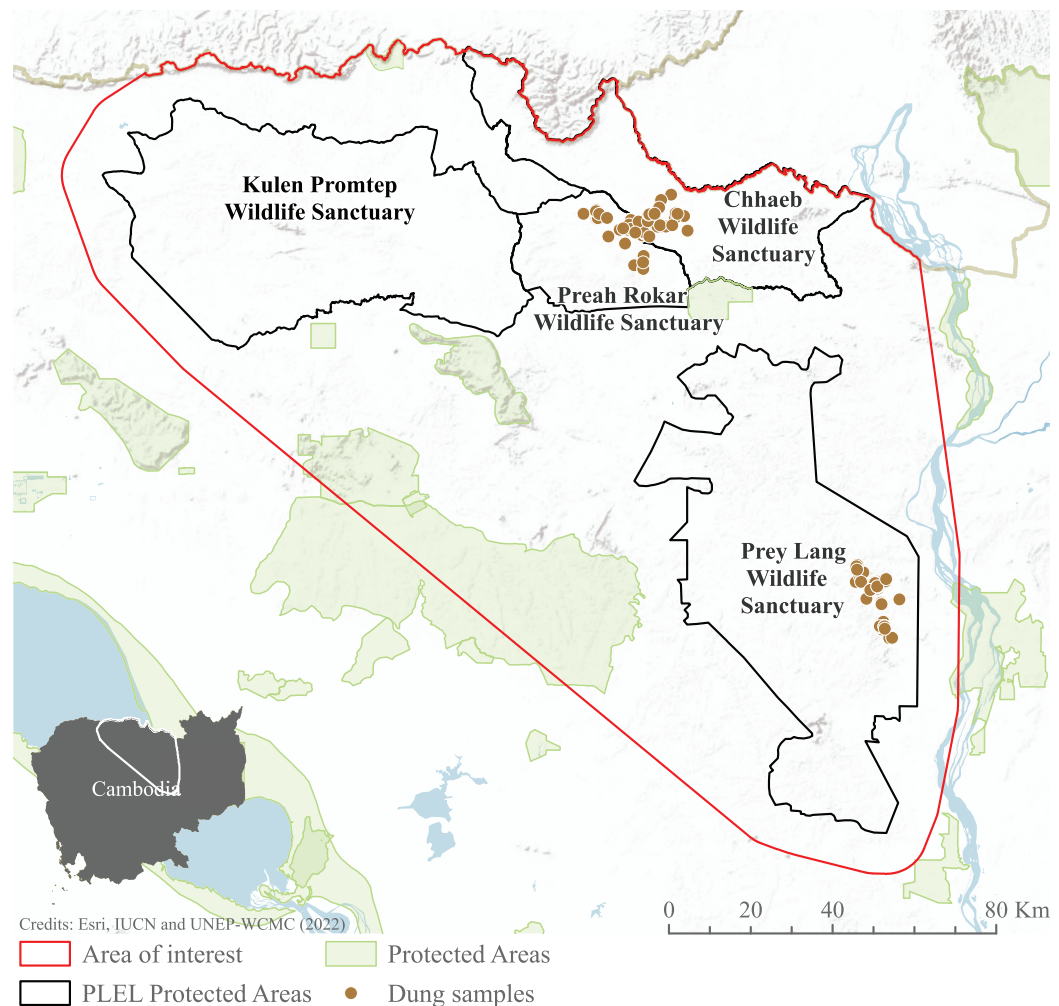 Kulen Promtep
Wildlife Sanctuary
Chhaeb
Wildlife
Sanctuary
Preah Rokar
Wildlife Sanctuary
Prey Lang
Wildlife
Sanctuary
Cambodia
Credits: Esri, IUCN and UNEP-WCMC (2022)
0 20 40 80 Km
Area of interest
Protected Areas
PLEL Protected Areas
Dung samples